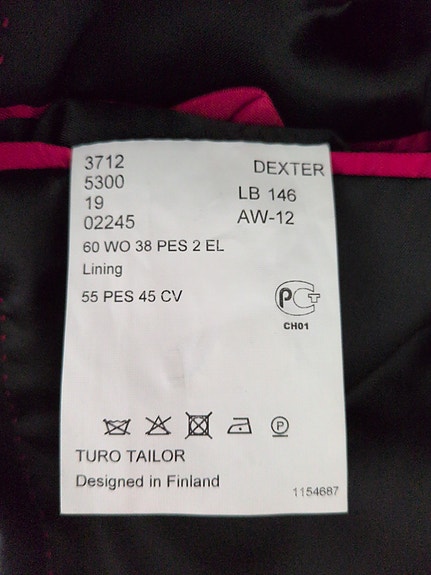 3712
5300
19
02245
DEXTER
LB 146
AW-12
60 WO 38 PES 2 EL
Lining
55 PES 45 CV
РСТ
CH01
P
TURO TAILOR
Designed in Finland
1154687